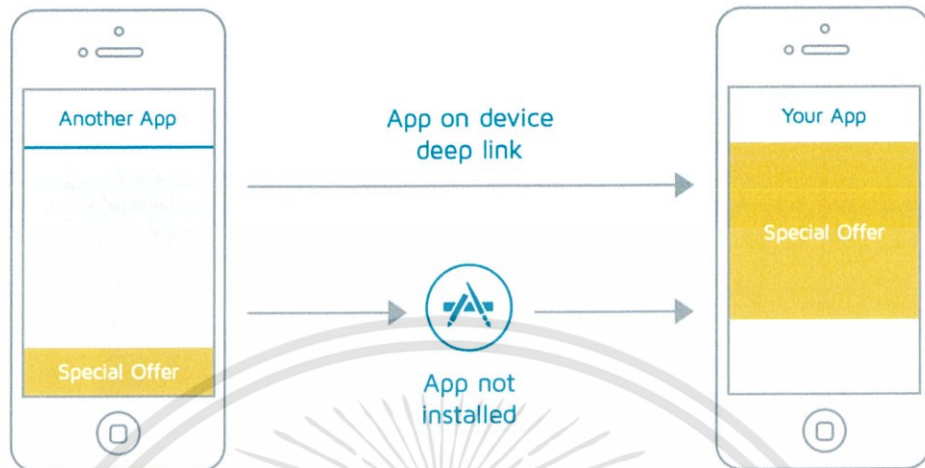 Another App
Special Offer
App on device
deep link
App not
installed
Your App
Special Offer